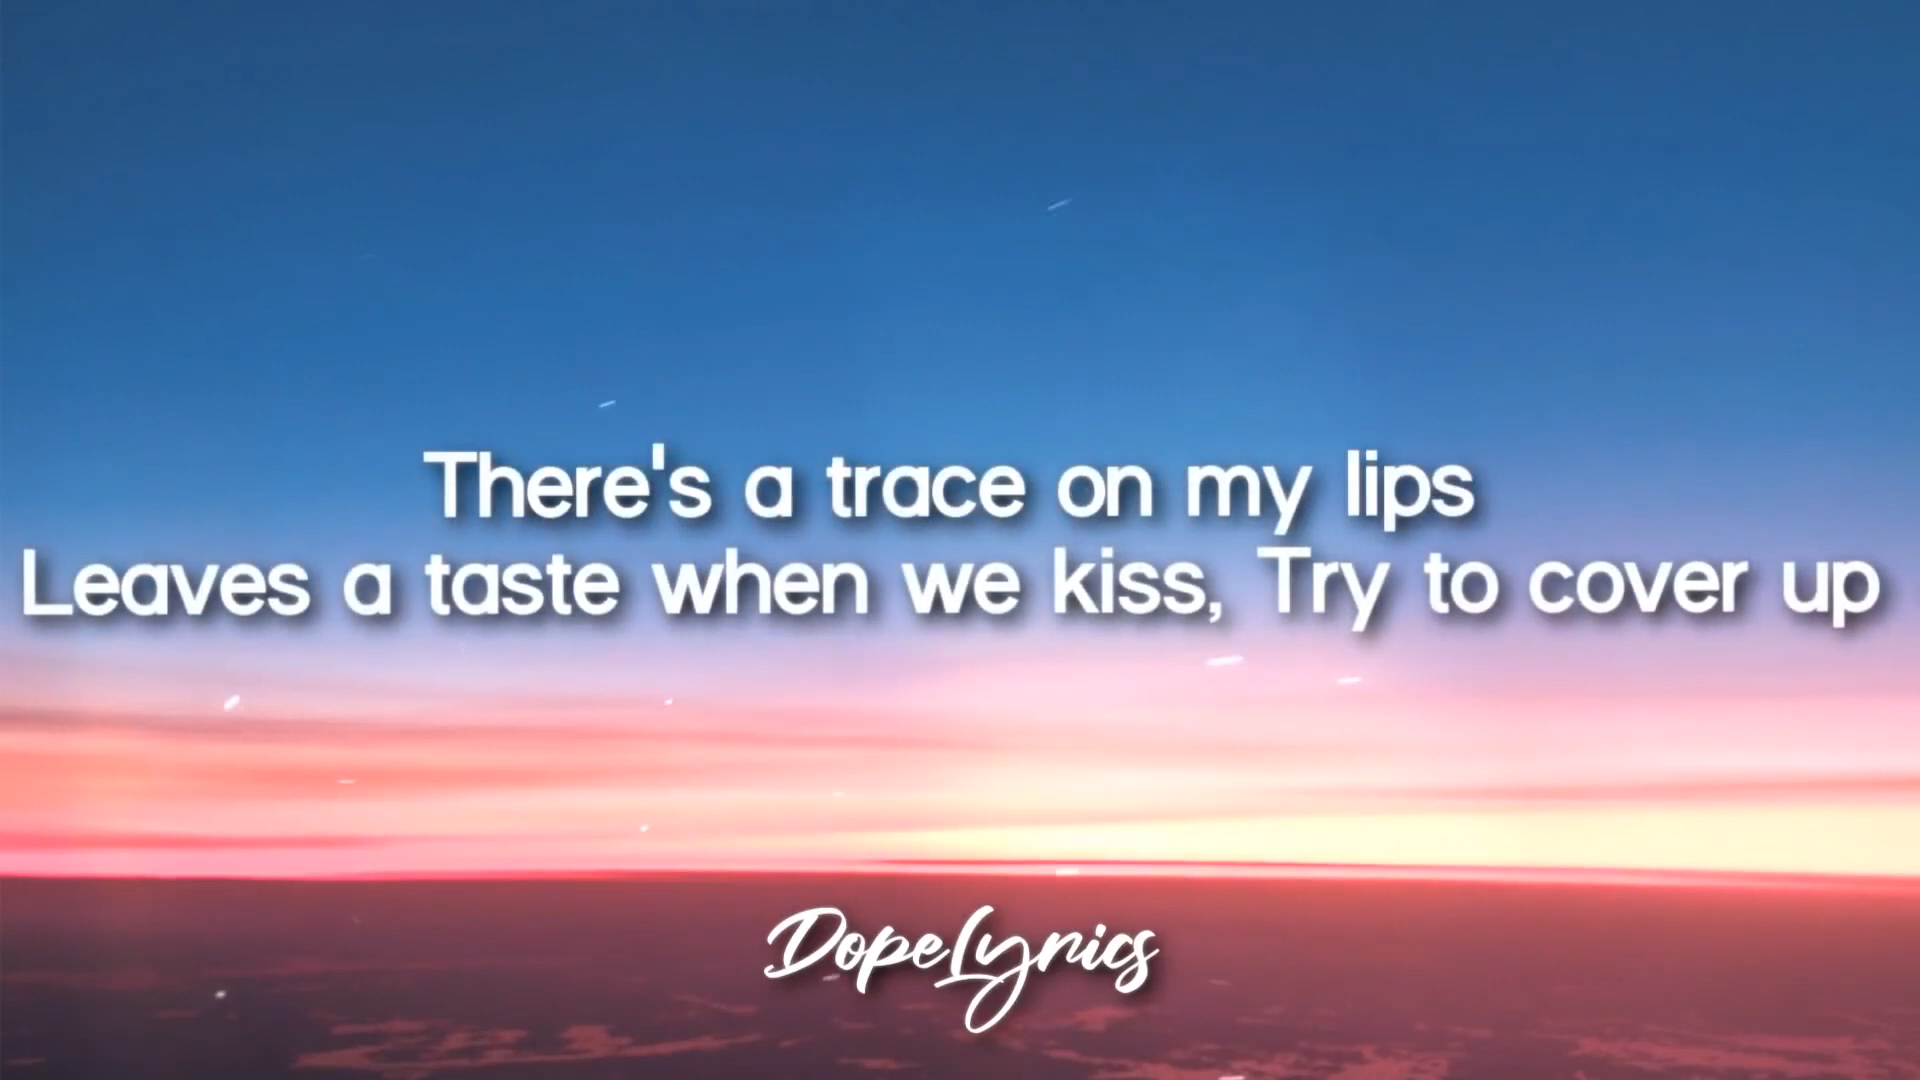 There's a trace on my lips
Leaves a taste when we kiss, Try to cover up
DopeLyrics